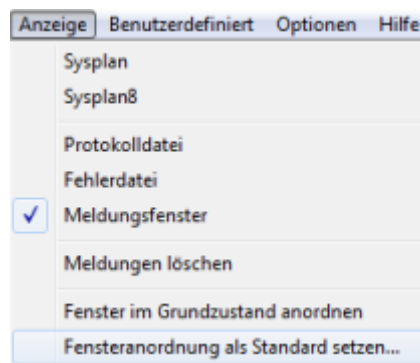 Anzeige Benutzerdefiniert Optionen Hilfe
Sysplan
Sysplan8
Protokolldatei
Fehlerdatei
Meldungsfenster
Meldungen löschen
Fenster im Grundzustand anordnen
Fensteranordnung als Standard setzen...